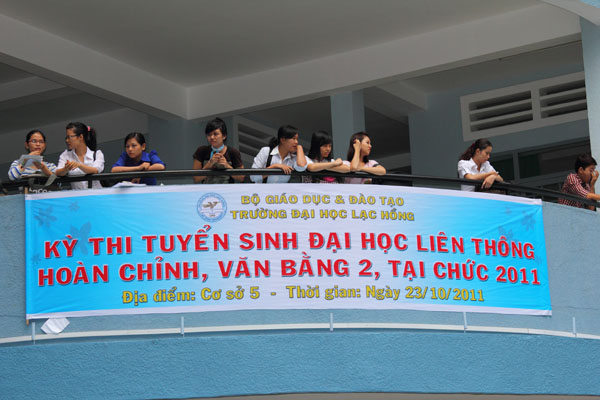 BỘ GIÁO DỤC & ĐÀO TẠO
TRƯỜNG ĐẠI HỌC LẠC HỒNG
KỲ THI TUYỂN SINH ĐẠI HỌC LIÊN THÔNG
HOÀN CHỈNH, VĂN BẰNG 2, TẠI CHỨC 2011
Địa điểm: Cơ sở 5 - Thời gian: Ngày 23/10/2011